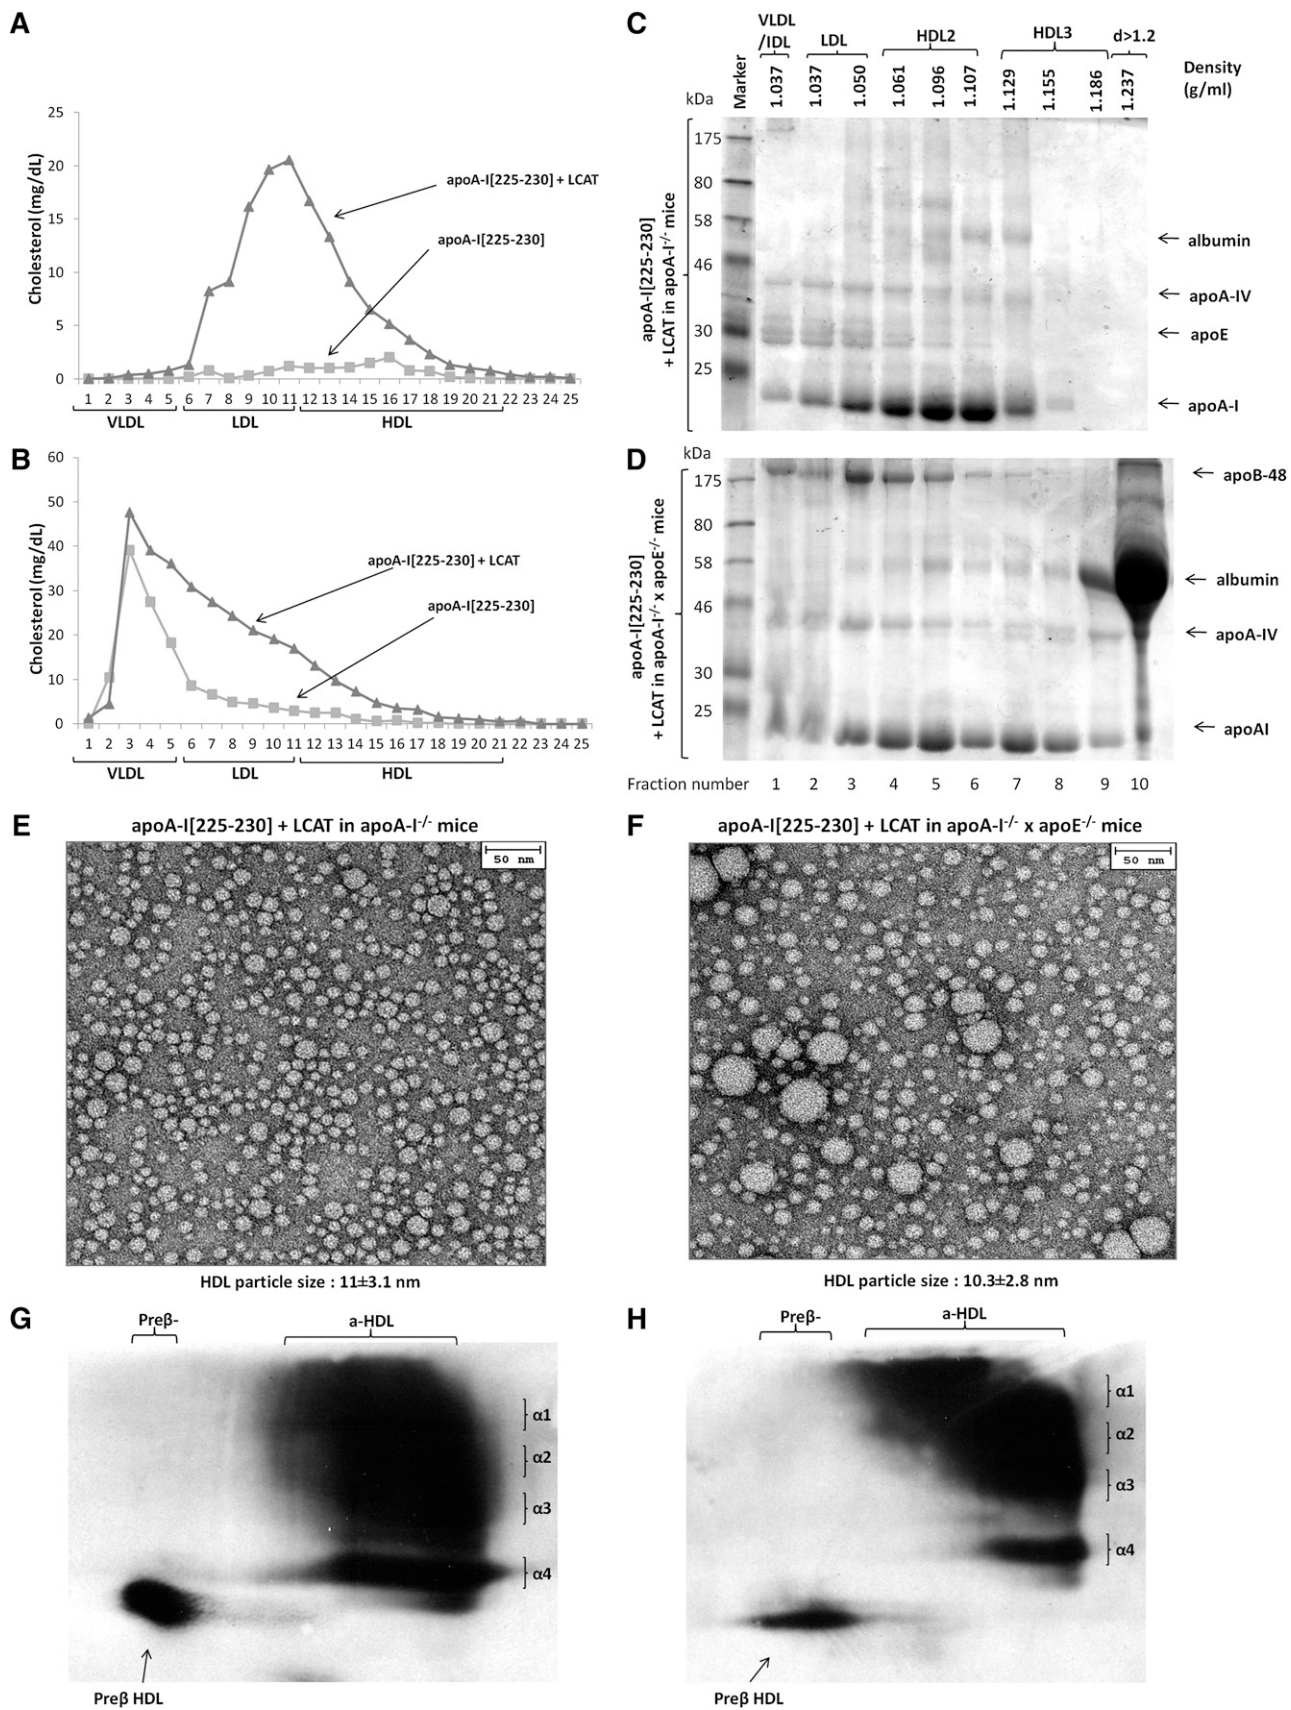 A
Cholesterol (mg/dL)
25
20
15
10
5
0
apoA-I[225-230] + LCAT
apoA-I[225-230]
1 2 3 4 5 6 7 8 9 10 11 12 13 14 15 16 17 18 19 20 21 22 23 24 25
VLDL LDL HDL
B
Cholesterol (mg/dL)
60
50
40
30
20
10
0
apoA-I[225-230] + LCAT
apoA-I[225-230]
1 2 3 4 5 6 7 8 9 10 11 12 13 14 15 16 17 18 19 20 21 22 23 24 25
VLDL LDL HDL
C
VLDL
/IDL LDL HDL2 HDL3 d>1.2
kDa Marker 1.037 1.037 1.050 1.061 1.096 1.107 1.129 1.155 1.186 1.237
Density
(g/ml)
apoA-I[225-230]
+ LCAT in apoA-I-/- mice
175
80
58
46
30
25
albumin
apoA-IV
apoE
apoA-I
D
kDa
apoA-I[225-230]
+ LCAT in apoA-I-/- x apoE-/- mice
175
80
58
46
30
25
apoB-48
albumin
apoA-IV
apoAI
Fraction number 1 2 3 4 5 6 7 8 9 10
E
apoA-I[225-230] + LCAT in apoA-I-/- mice
50 nm
HDL particle size : 11±3.1 nm
F
apoA-I[225-230] + LCAT in apoA-I-/- x apoE-/- mice
50 nm
HDL particle size : 10.3±2.8 nm
G
Preβ- a-HDL
α1
α2
α3
α4
Preβ HDL
H
Preβ- a-HDL
α1
α2
α3
α4
Preβ HDL